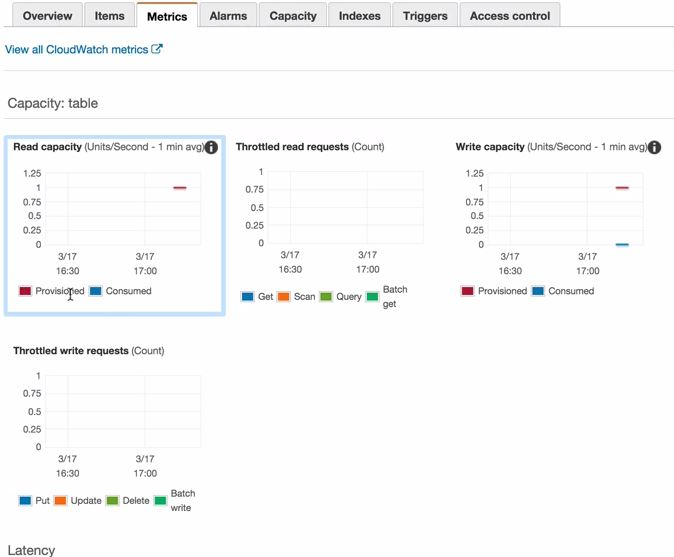 Overview Items Metrics Alarms Capacity Indexes Triggers Access control
View all CloudWatch metrics
Capacity: table
Read capacity (Units/Second - 1 min avg)
1.25
1
0.75
0.5
0.25
0
3/17 3/17
16:30 17:00
Provisioned Consumed
Throttled read requests (Count)
1
0.75
0.5
0.25
0
3/17 3/17
16:30 17:00
Get Scan Query Batch
get
Write capacity (Units/Second - 1 min avg)
1.25
1
0.75
0.5
0.25
0
3/17 3/17
16:30 17:00
Provisioned Consumed
Throttled write requests (Count)
1
0.75
0.5
0.25
0
3/17 3/17
16:30 17:00
Put Update Delete Batch
write
Latency